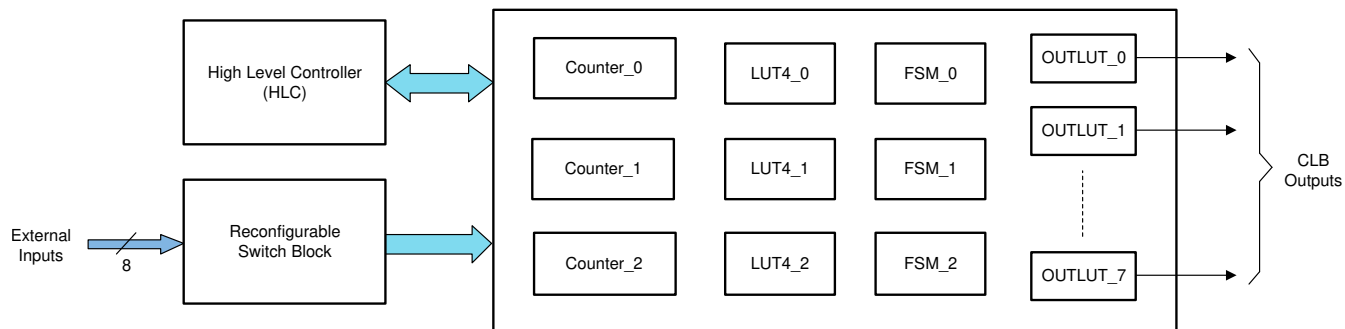 High Level Controller
(HLC)
Counter_0
LUT4_0
FSM_0
OUTLUT_0
OUTLUT_1
Counter_1
LUT4_1
FSM_1
CLB
Outputs
External
Inputs
8
Reconfigurable
Switch Block
Counter_2
LUT4_2
FSM_2
OUTLUT_7